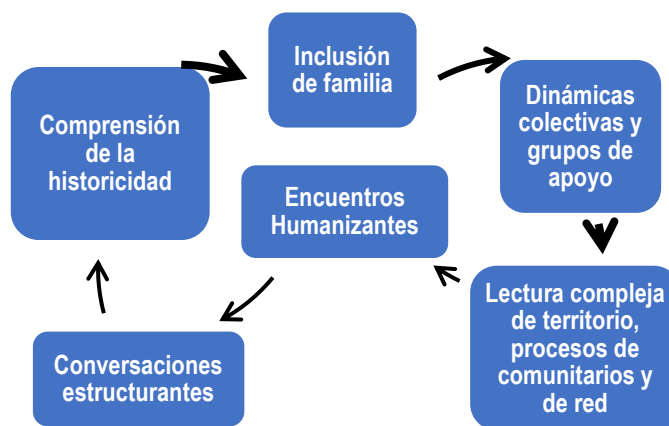 Inclusión
de familia
Comprensión
de la
historicidad
Dinámicas
colectivas y
grupos de
apoyo
Encuentros
Humanizantes
Lectura compleja
de territorio,
procesos de
comunitarios y
de red
Conversaciones
estructurantes